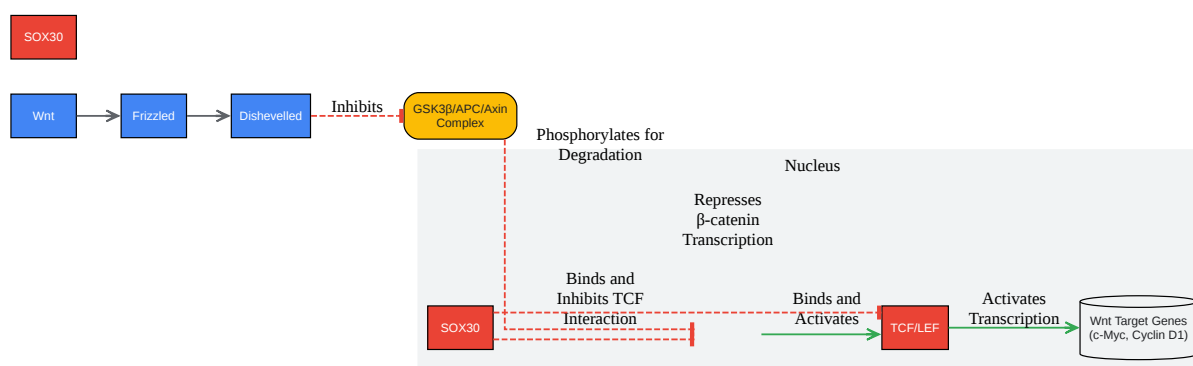 SOX30
Wnt
Frizzled
Dishevelled
Inhibits
GSK3β/APC/Axin
Complex
Phosphorylates for
Degradation
Nucleus
Represses
β-catenin
Transcription
SOX30
Binds and
Inhibits TCF
Interaction
Binds and
Activates
TCF/LEF
Activates
Transcription
Wnt Target Genes
(c-Myc, Cyclin D1)